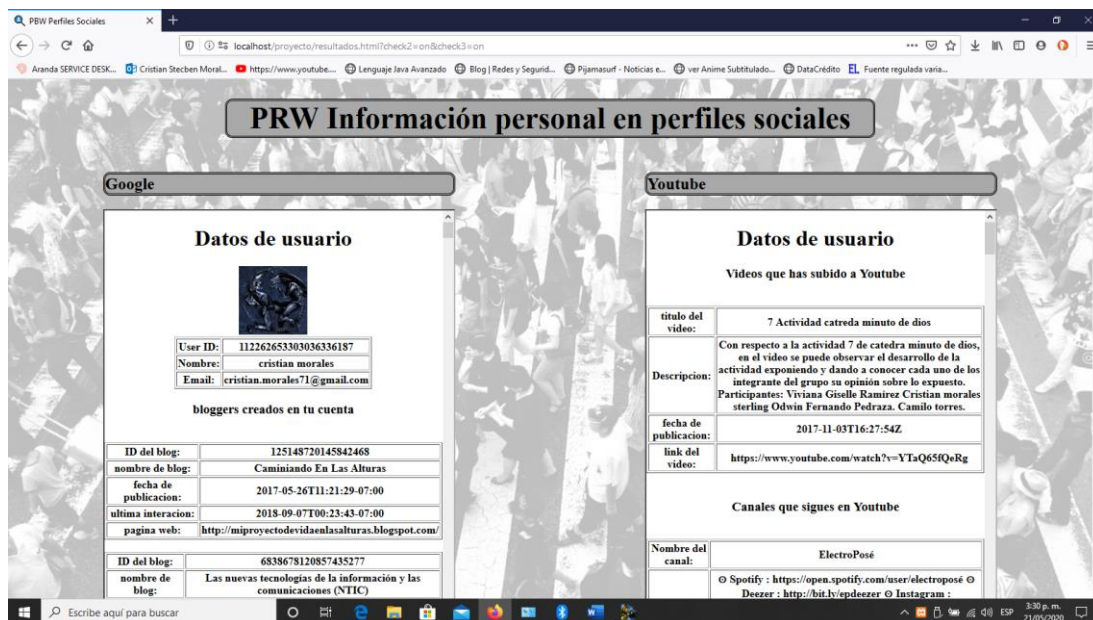 PBW Perfiles Sociales
localhost/proyecto/resultados.html?check2=on&check3=on
Aranda SERVICE DESK... Cristian Stecben Moral... https://www.youtube.... Lenguaje Java Avanzado Blog | Redes y Segurid... Pijamasurf - Noticias e... ver Anime Subtitulado... DataCrédito EL Fuente regulada varia...
PRW Información personal en perfiles sociales
Google
Datos de usuario
User ID: 112262653303036336187
Nombre: cristian morales
Email: cristian.morales71@gmail.com
bloggers creados en tu cuenta
ID del blog: 125148720145842468
nombre de blog: Caminiando En Las Alturas
fecha de
publicacion: 2017-05-26T11:21:29-07:00
ultima interacion: 2018-09-07T00:23:43-07:00
pagina web: http://miproyectodevidaenlasalturas.blogspot.com/
ID del blog: 6838678120857435277
nombre de
blog: Las nuevas tecnologias de la información y las
comunicaciones (NTIC)
Youtube
Datos de usuario
Videos que has subido a Youtube
titulo del
video: 7 Actividad catreda minuto de dios
Descripcion: Con respecto a la actividad 7 de catedra minuto de dios,
en el video se puede observar el desarrollo de la
actividad exponiendo y dando a conocer cada uno de los
integrante del grupo su opinión sobre lo expuesto.
Participantes: Viviana Giselle Ramirez Cristian morales
sterling Odwin Fernando Pedraza. Camilo torres.
fecha de
publicacion: 2017-11-03T16:27:54Z
link del
video: https://www.youtube.com/watch?v=YTaQ65fQeRg
Canales que sigues en Youtube
Nombre del
canal: ElectroPosé
Spotify : https://open.spotify.com/user/electroposé
Deezer : http://bit.ly/epdeezer Instagram :
Escribe aquí para buscar
ESP
3:30 p. m.
21/05/2020